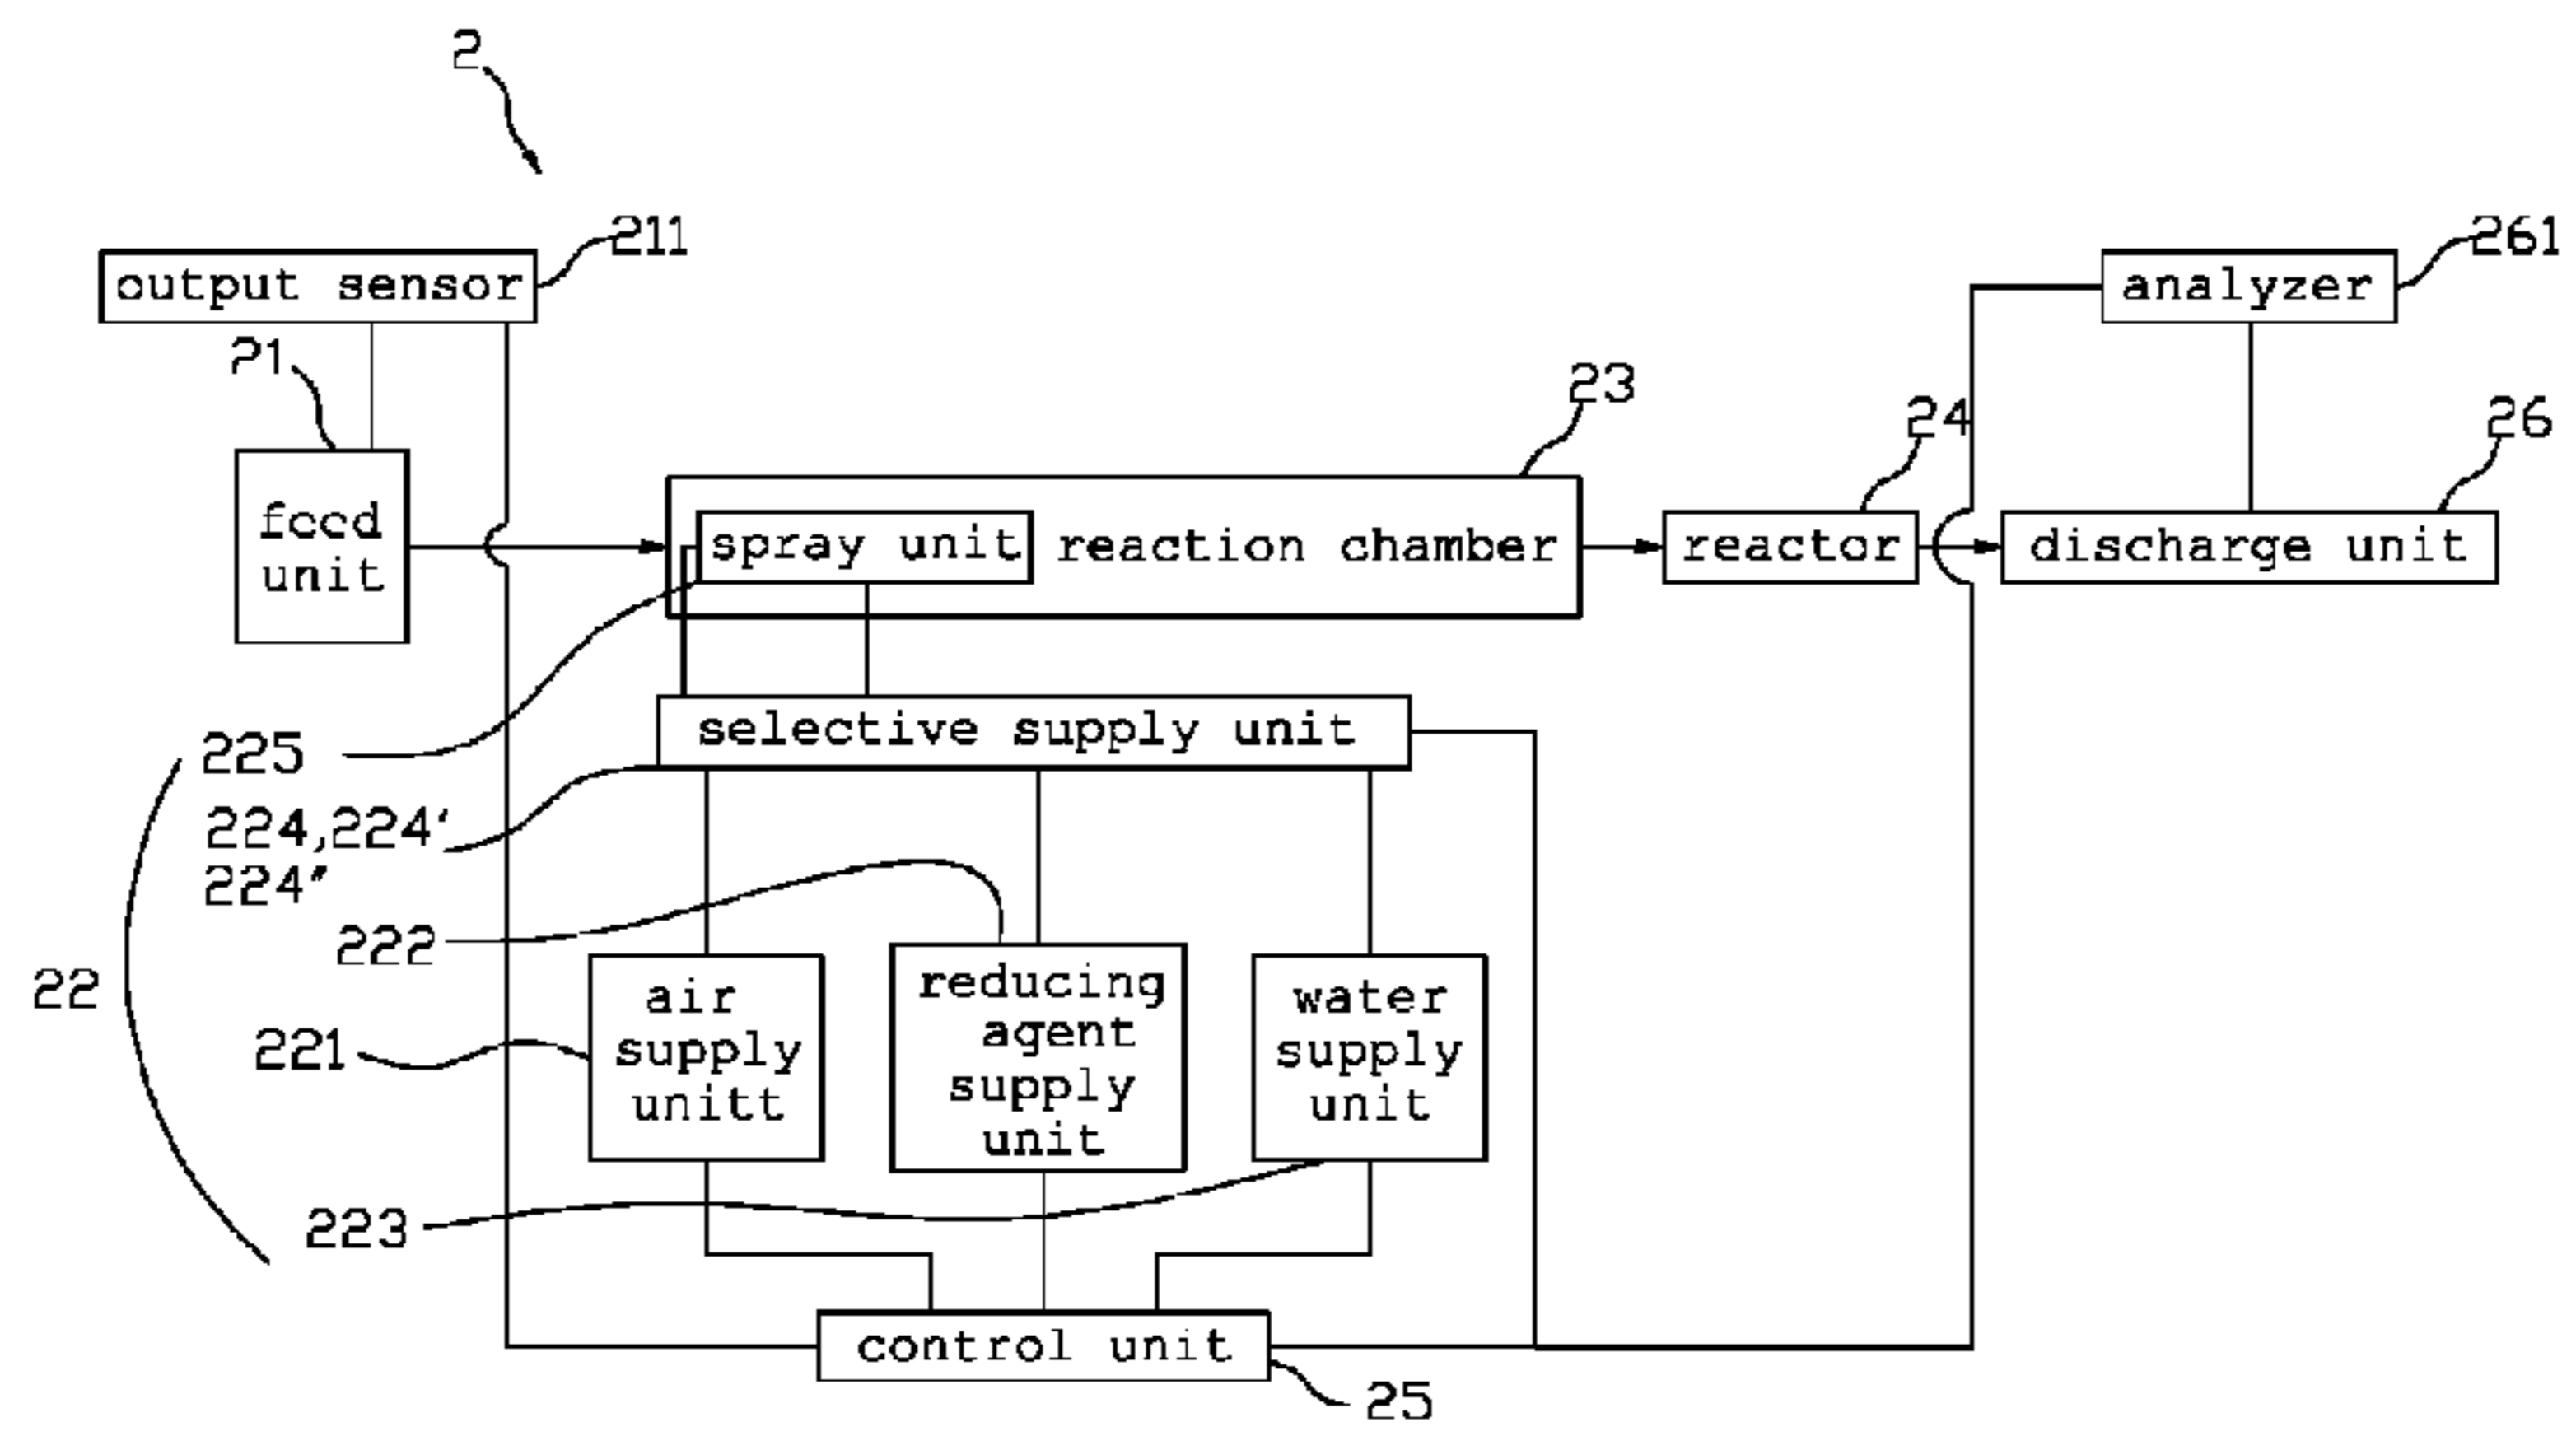 2
output sensor
211
analyzer
261
21
23
24
26
fccd
unit
spray unit
reaction chamber
reactor
discharge unit
selective supply unit
225
224,224'
224"
222
22
221
air
supply
unitt
reducing
agent
supply
unit
water
supply
unit
223
control unit
25